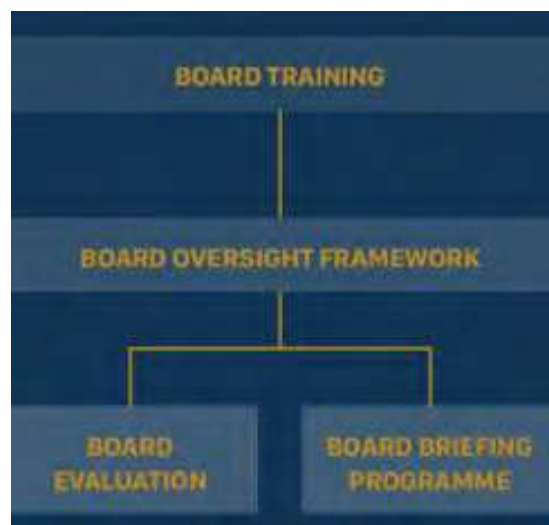 BOARD TRAINING
BOARD OVERSIGHT FRAMEWORK
BOARD
EVALUATION
BOARD BRIEFING
PROGRAMME